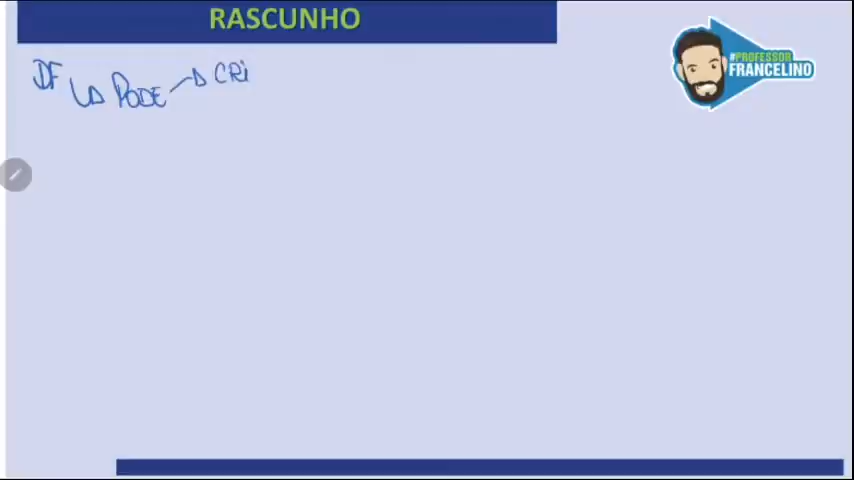 RASCUNHO
#PROFESSOR
FRANCELINO
DF
PODE → CRi